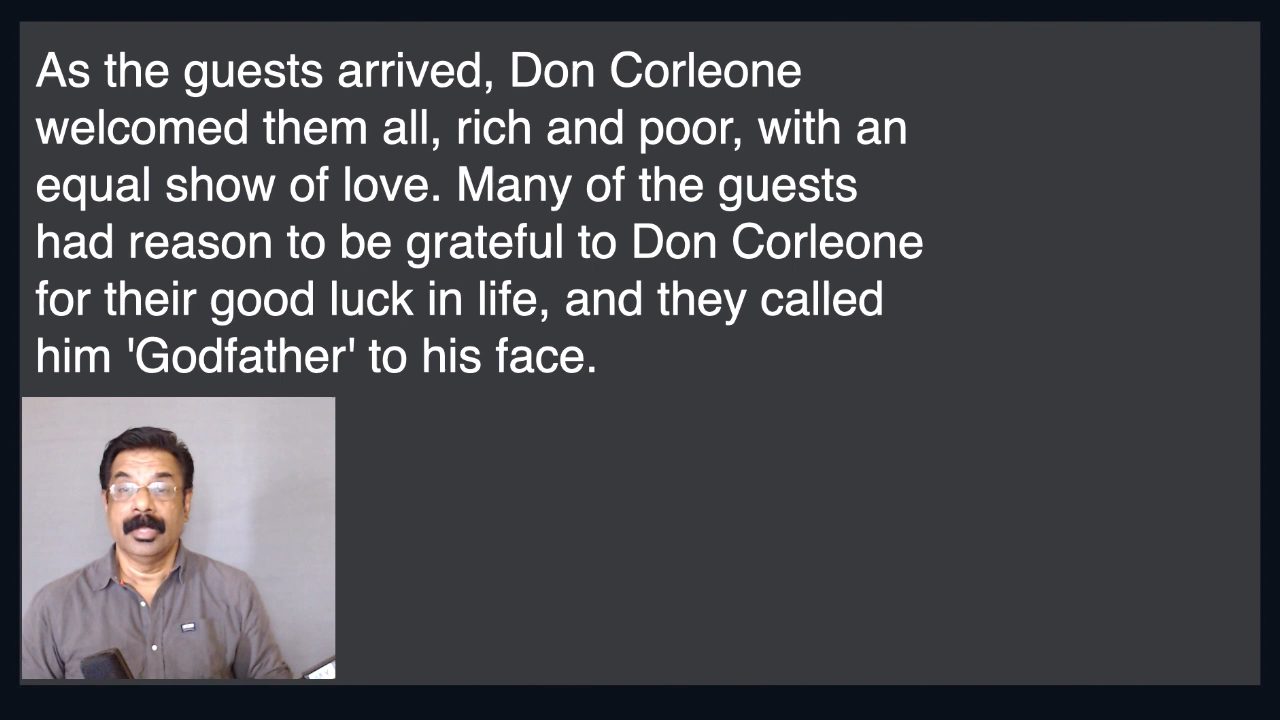 As the guests arrived, Don Corleone
welcomed them all, rich and poor, with an
equal show of love. Many of the guests
had reason to be grateful to Don Corleone
for their good luck in life, and they called
him 'Godfather' to his face.